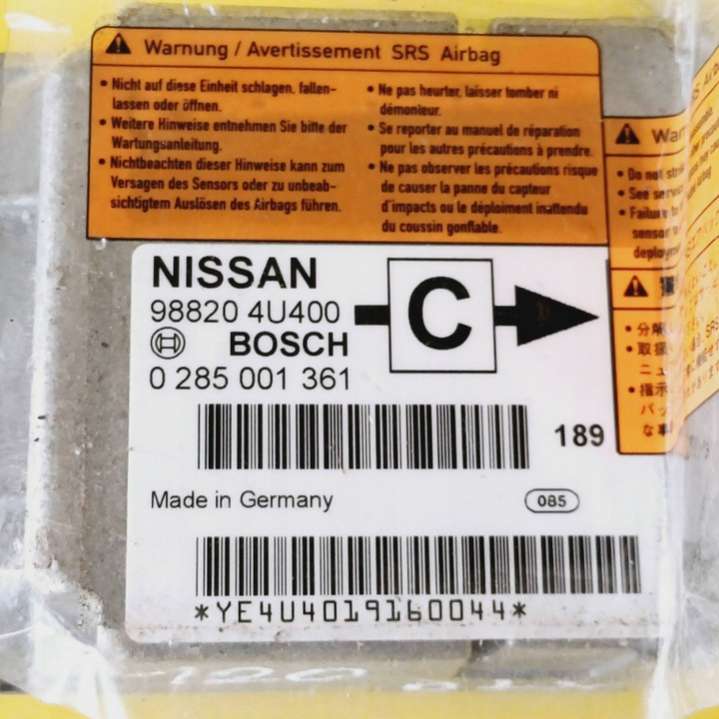 Warnung / Avertissement SRS Airbag
• Nicht auf diese Einheit schlagen, fallen-
lassen oder öffnen.
• Weitere Hinweise entnehmen Sie bitte der
Wartungsanleitung.
• Nichtbeachten dieser Hinweise kann zum
Versagen des Sensors oder zu unbeab-
sichtigtem Auslösen des Airbags führen.
• Ne pas heurter, laisser tomber ni
démonteur.
• Se reporter au manuel de réparation
pour les autres précautions à prendre.
• Ne pas observer les précautions risque
de causer la panne du capteur
d'impacts ou le déploiment inattendu
du coussin gonflable.
• Do not
• See
NISSAN
98820 4U400
BOSCH
0 285 001 361
C
189
Made in Germany
085
*YE4U4019160044*